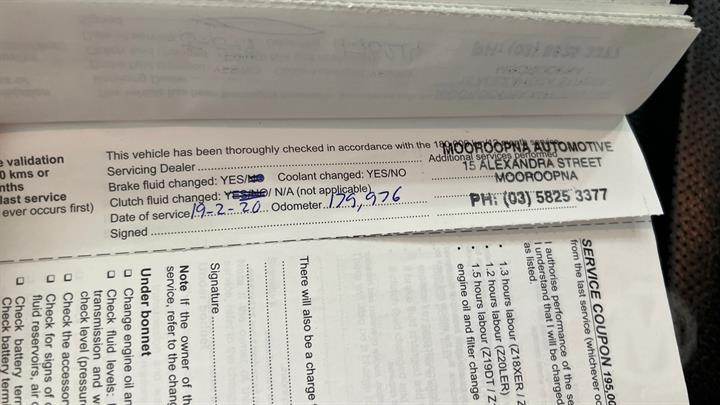 This vehicle has been thoroughly checked in accordance with the
Additional services performed
MOOROOPNA AUTOMOTIVE
15 ALEXANDRA STREET
MOOROOPNA
PH: (03) 5825 3377
Servicing Dealer
Brake fluid changed: YES/NO Coolant changed: YES/NO
Clutch fluid changed: YES/NO/ N/A (not applicable)
Date of service 19-2-20 Odometer 179,976
Signed
e validation
0 kms or
nths
last service
ever occurs first)
SERVICE COUPON 195,00
from the last service (whichever oc
I authorise performance of the se
I understand that I will be charged
as listed.
• 1.3 hours labour (Z18XER / Z
• 1.2 hours labour (Z20LER)
• 1.5 hours labour (Z19DT / Z
• engine oil and filter change
There will also be a charge
Signature
Note If the owner of th
service, refer to the chang
Under bonnet
❑ Change engine oil an
❑ Check fluid levels:
transmission and w
check level (pressure
❑ Check the accessor
❑ Check for signs of
fluid reservoirs, air
❑ Check battery, tern
Check battery term